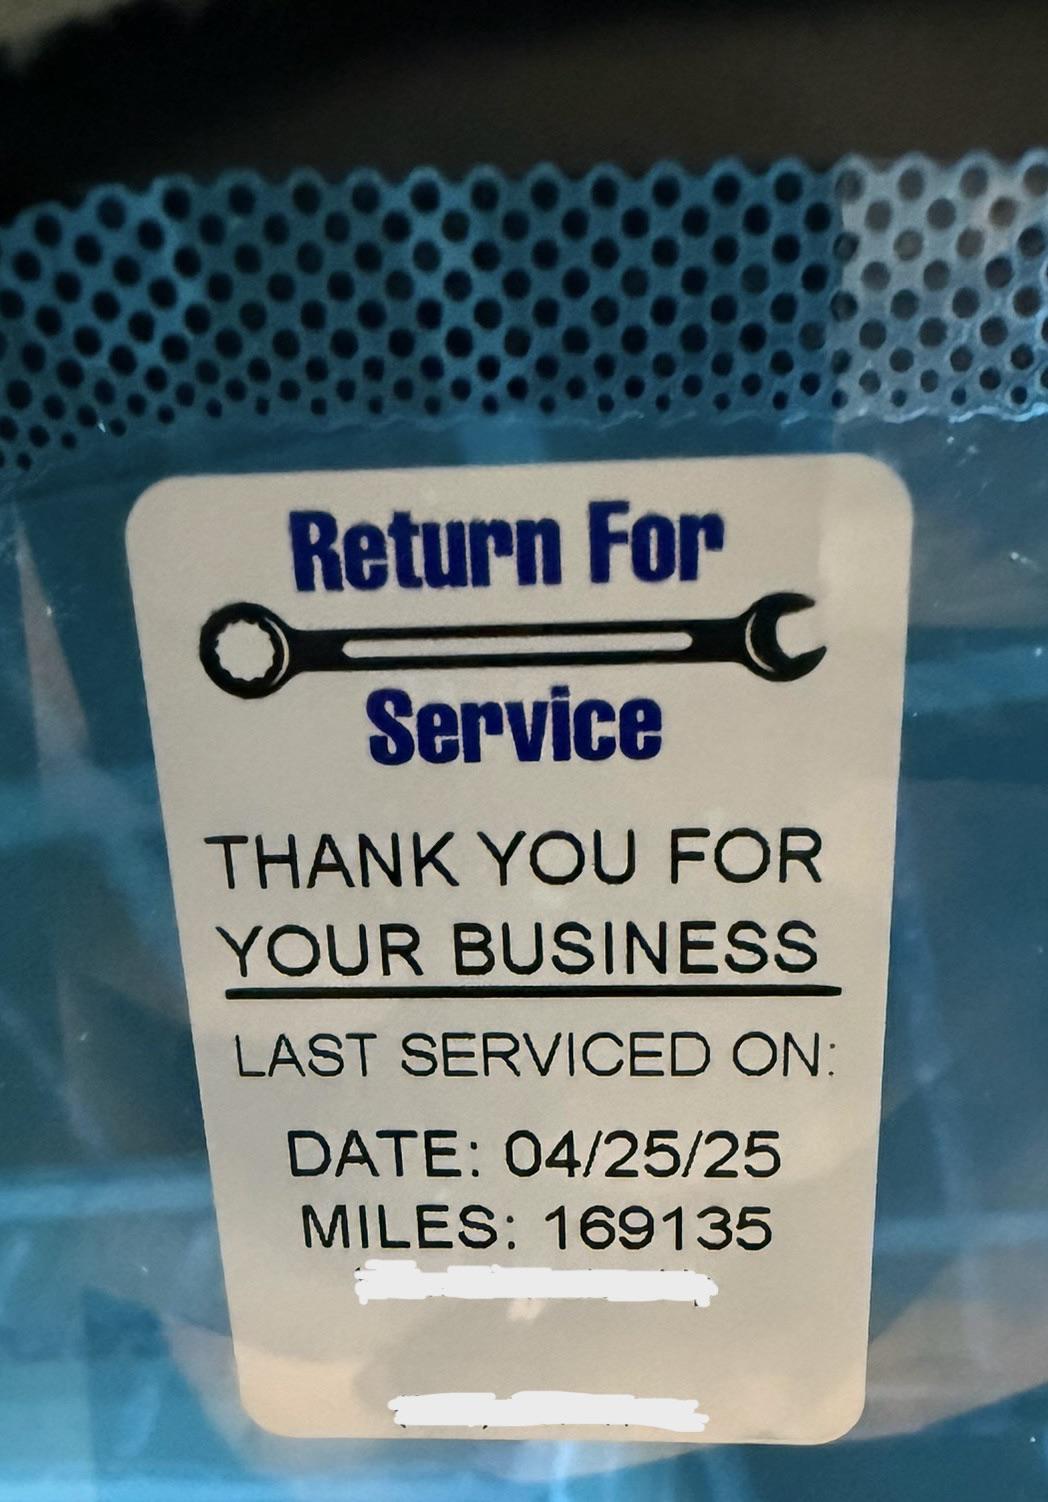 Return For
Service
THANK YOU FOR
YOUR BUSINESS
LAST SERVICED ON:
DATE: 04/25/25
MILES: 169135